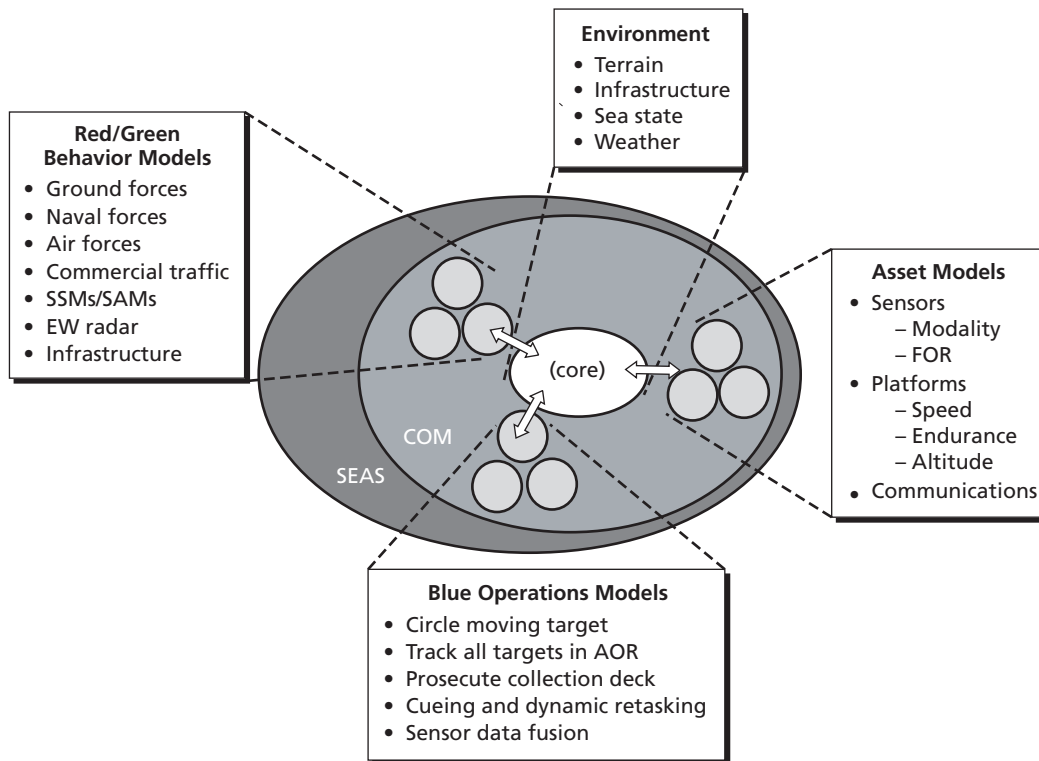 Environment
• Terrain
• Infrastructure
• Sea state
• Weather
Red/Green
Behavior Models
• Ground forces
• Naval forces
• Air forces
• Commercial traffic
• SSMs/SAMs
• EW radar
• Infrastructure
Asset Models
• Sensors
– Modality
– FOR
• Platforms
– Speed
– Endurance
– Altitude
• Communications
(core)
COM
SEAS
Blue Operations Models
• Circle moving target
• Track all targets in AOR
• Prosecute collection deck
• Cueing and dynamic retasking
• Sensor data fusion